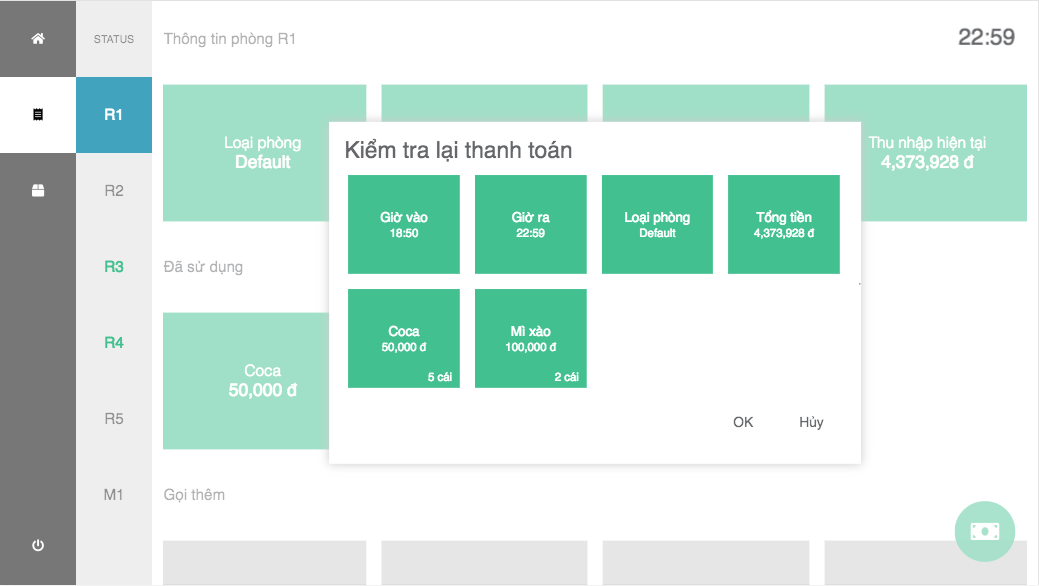 STATUS
Thông tin phòng R1
22:59
R1
R2
R3
R4
R5
M1
Loại phòng
Default
Thu nhập hiện tại
4,373,928 đ
Kiểm tra lại thanh toán
Giờ vào
18:50
Giờ ra
22:59
Loại phòng
Default
Tổng tiền
4,373,928 đ
Đã sử dụng
Coca
50,000 đ
5 cái
Mì xào
100,000 đ
2 cái
Coca
50,000 đ
OK
Hủy
Gọi thêm